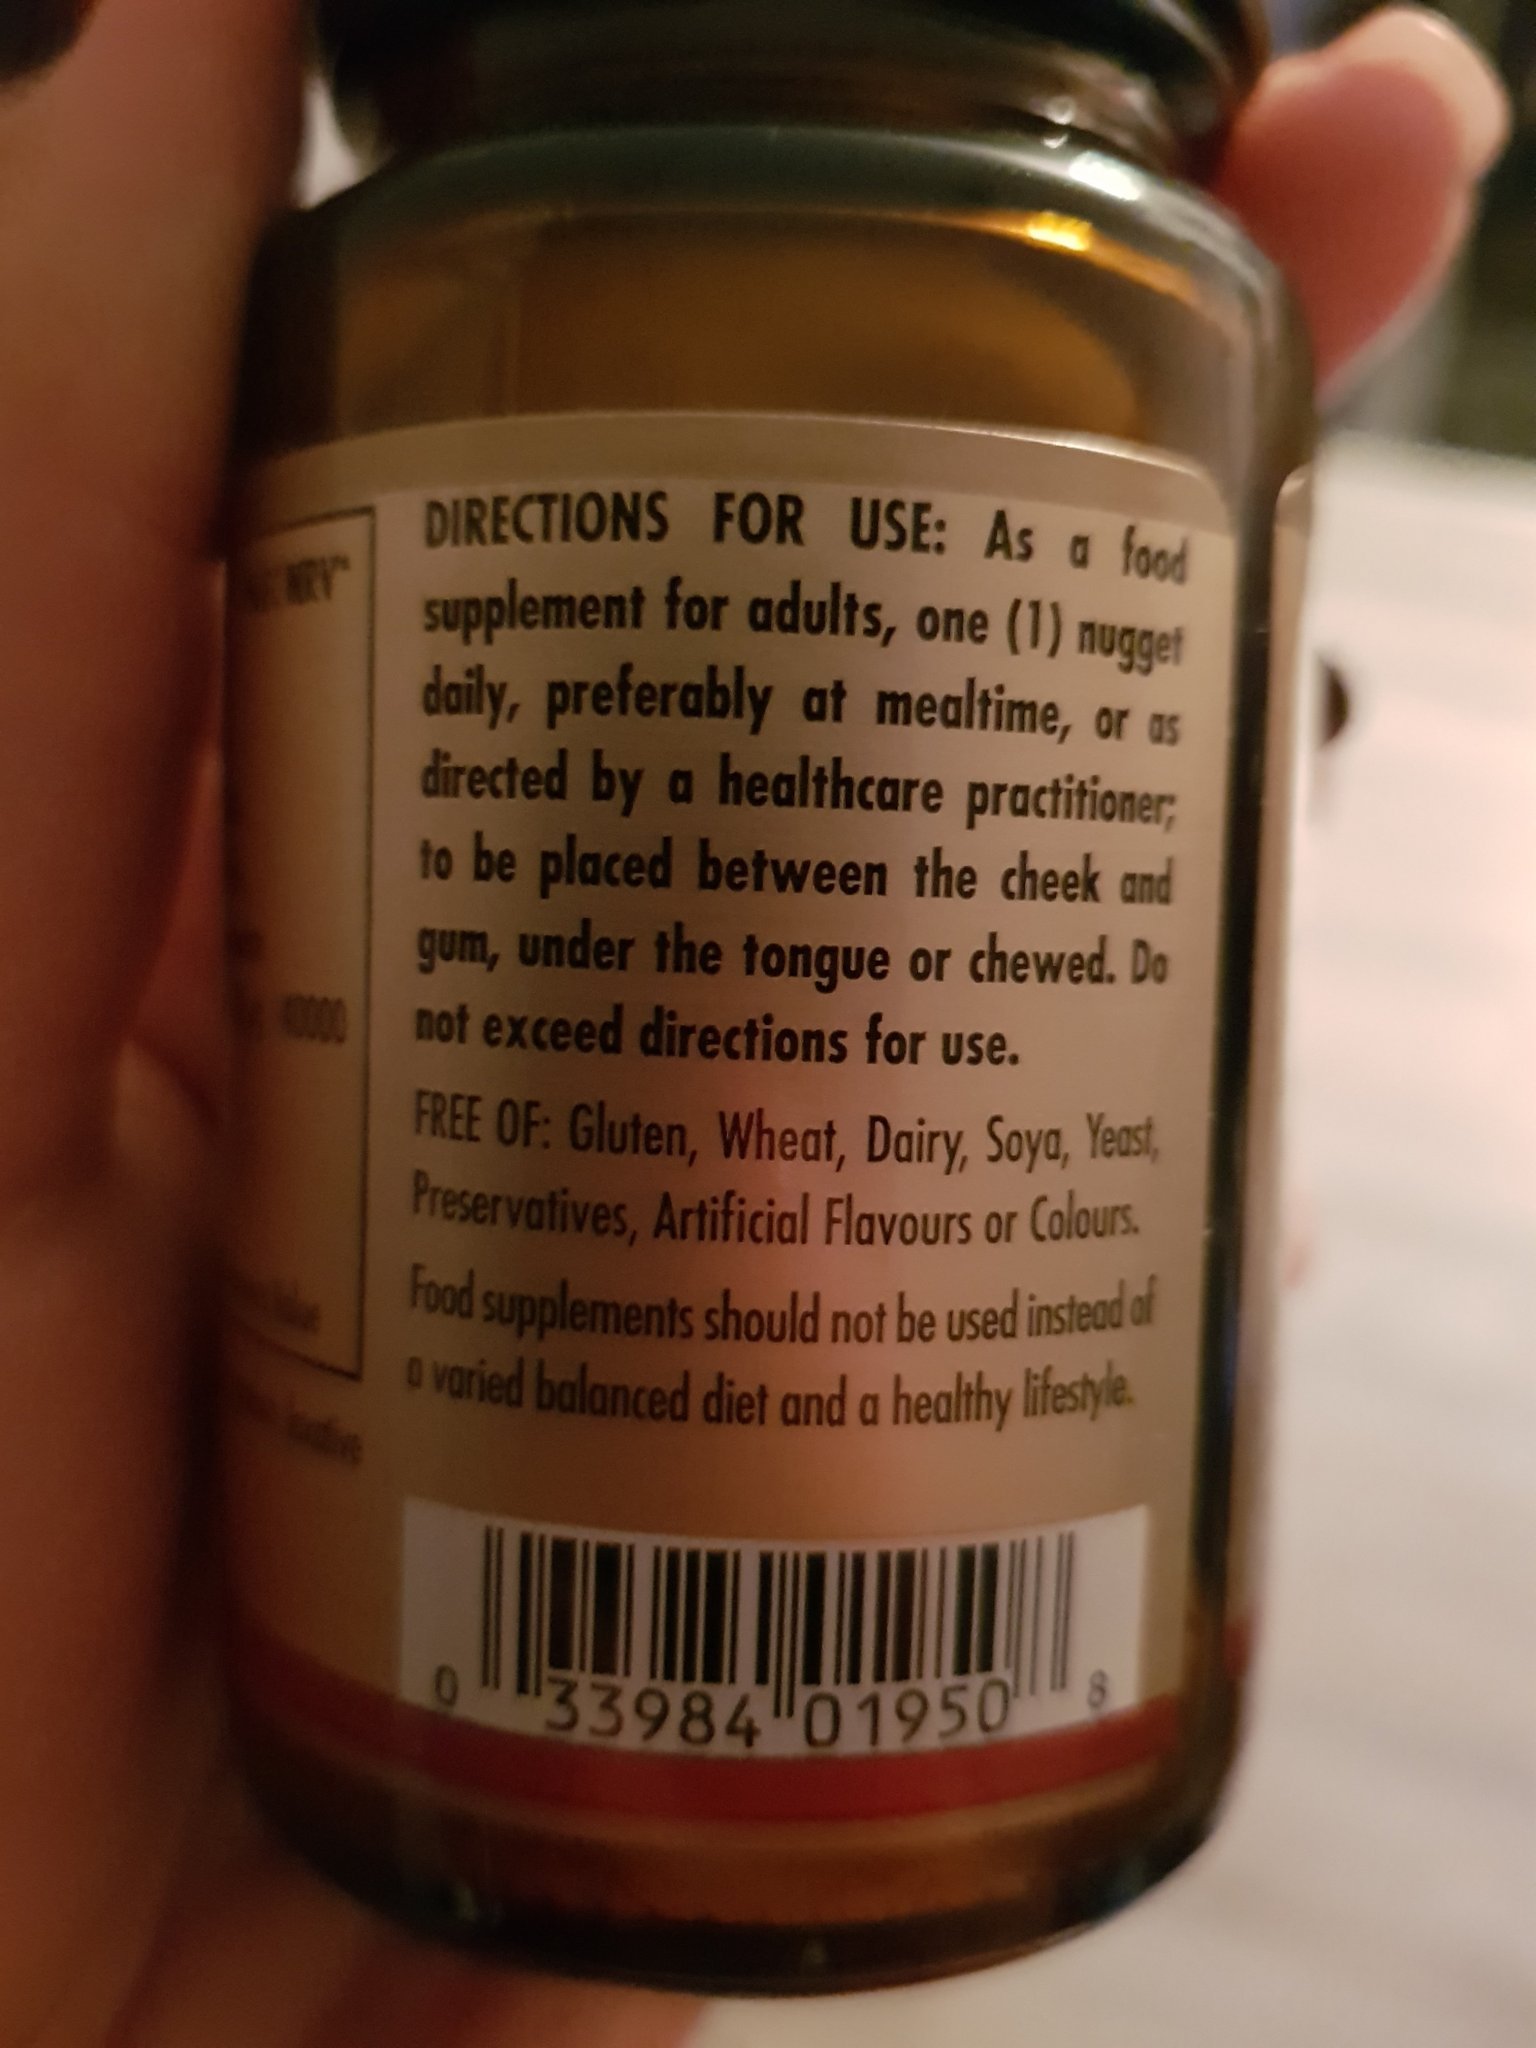 NRV
40000
DIRECTIONS FOR USE: As a food
supplement for adults, one (1) nugget
daily, preferably at mealtime, or as
directed by a healthcare practitioner;
to be placed between the cheek and
gum, under the tongue or chewed. Do
not exceed directions for use.
FREE OF: Gluten, Wheat, Dairy, Soya, Yeast,
Preservatives, Artificial Flavours or Colours.
Food supplements should not be used instead of
a varied balanced diet and a healthy lifestyle.
0 33984 01950 8